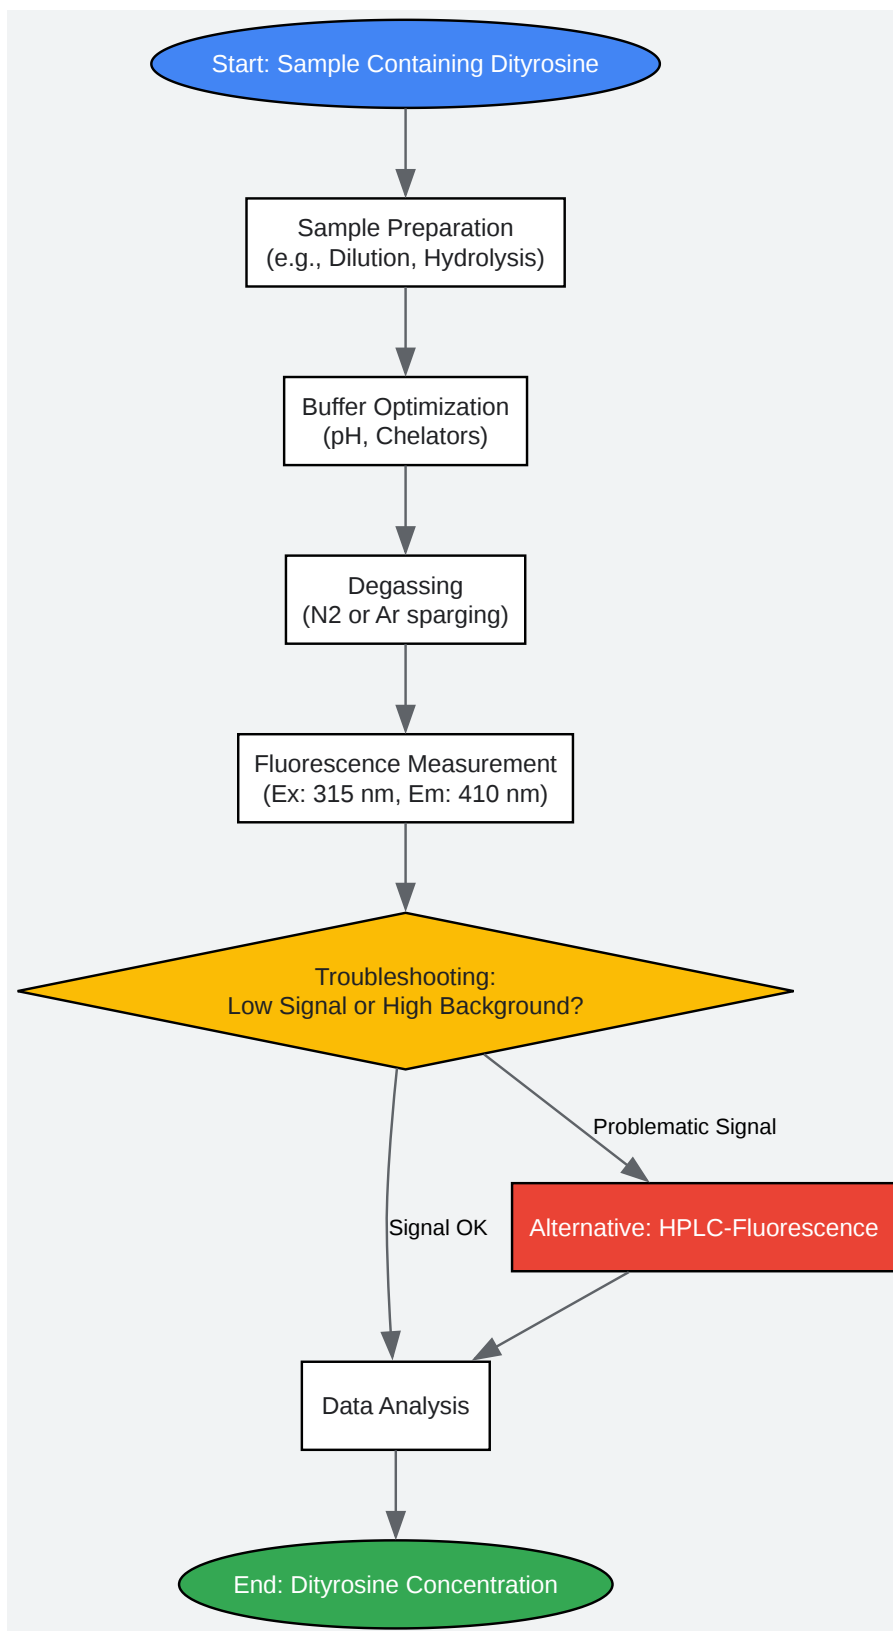 Start: Sample Containing Dityrosine
Sample Preparation
(e.g., Dilution, Hydrolysis)
Buffer Optimization
(pH, Chelators)
Degassing
(N2 or Ar sparging)
Fluorescence Measurement
(Ex: 315 nm, Em: 410 nm)
Troubleshooting:
Low Signal or High Background?
Problematic Signal
Signal OK
Alternative: HPLC-Fluorescence
Data Analysis
End: Dityrosine Concentration